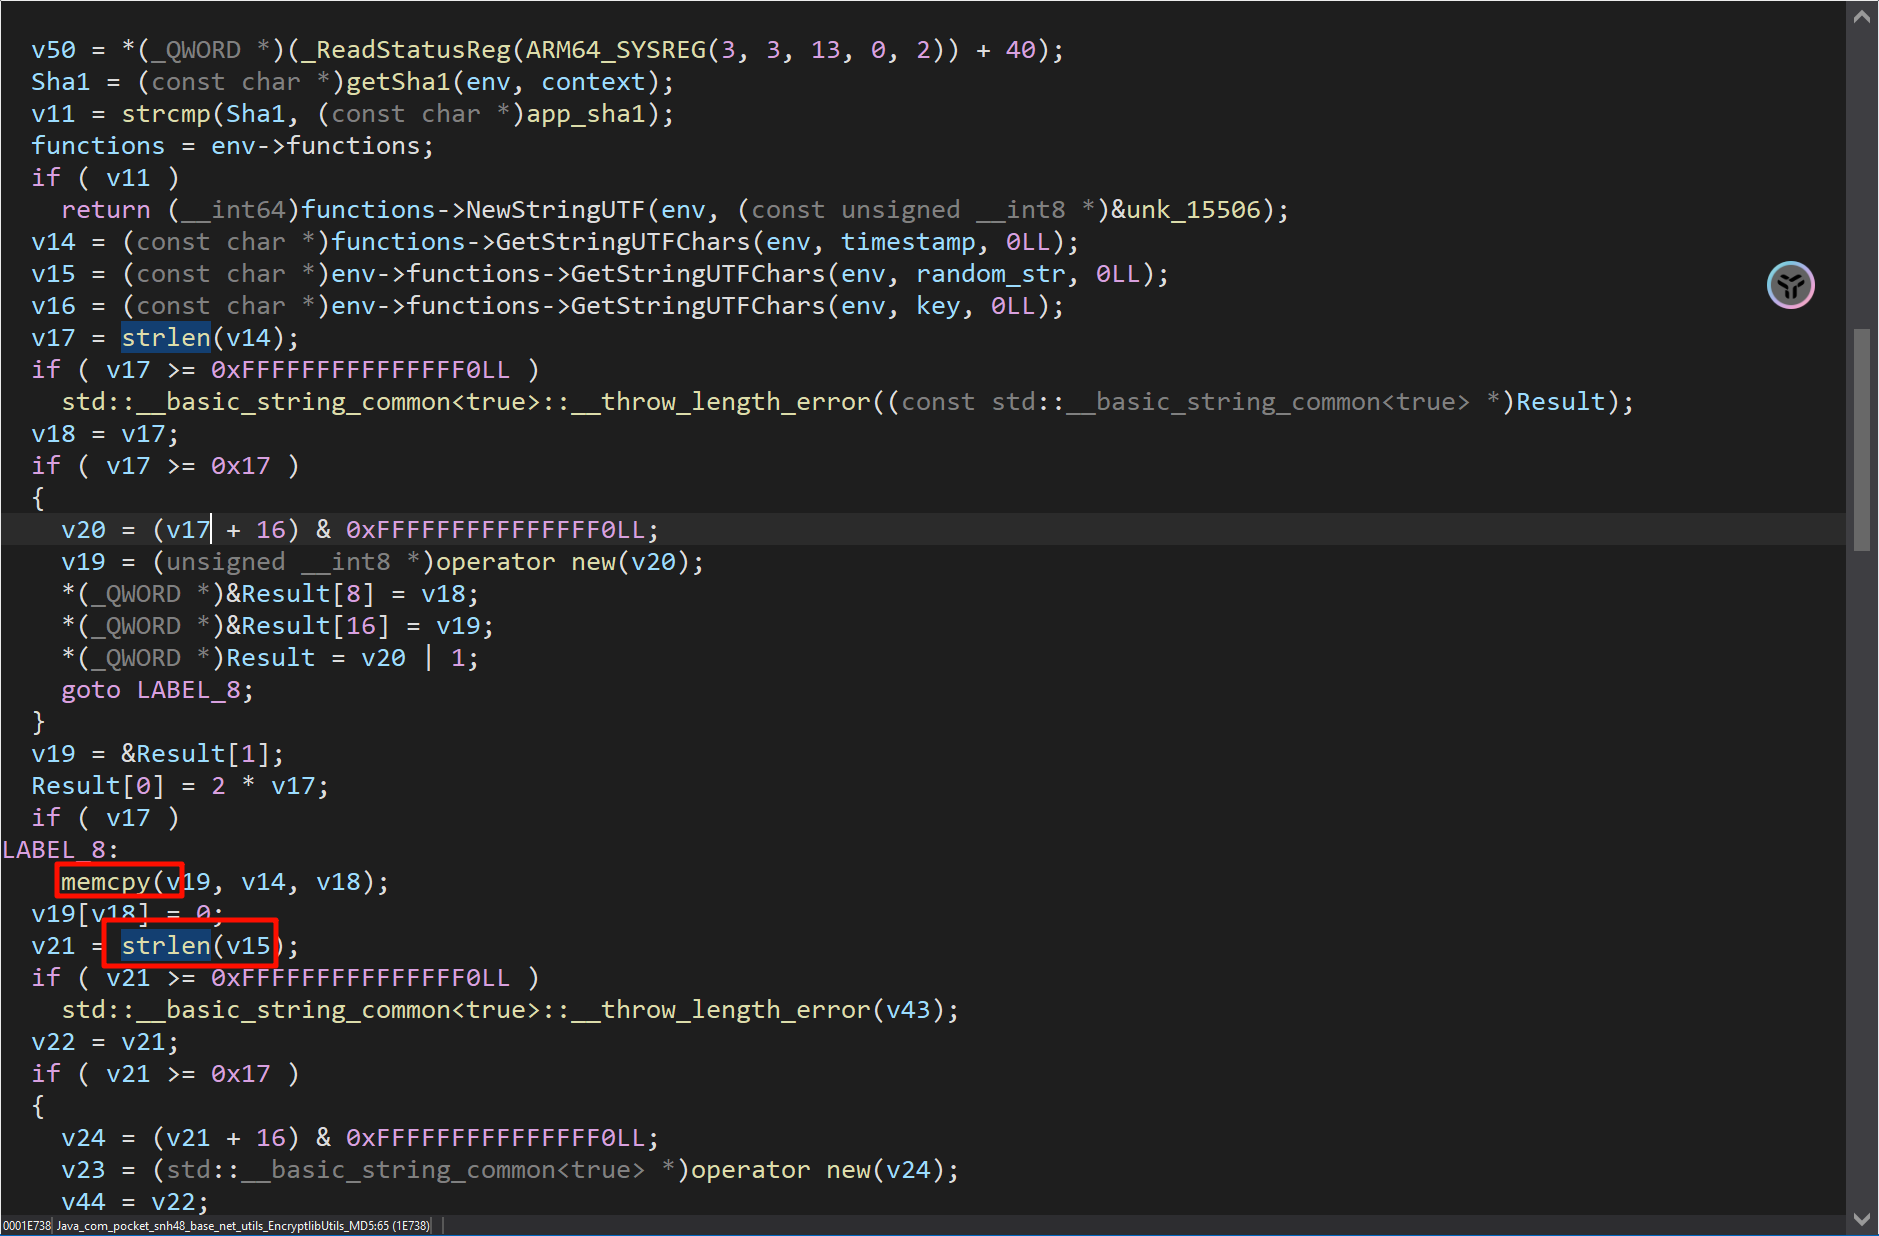 v50 = *(_QWORD *)(_ReadStatusReg(ARM64_SYSREG(3, 3, 13, 0, 2)) + 40);
Sha1 = (const char *)getSha1(env, context);
v11 = strcmp(Sha1, (const char *)app_sha1);
functions = env->functions;
if ( v11 )
return (__int64)functions->NewStringUTF(env, (const unsigned __int8 *)&unk_15506);
v14 = (const char *)functions->GetStringUTFChars(env, timestamp, 0LL);
v15 = (const char *)env->functions->GetStringUTFChars(env, random_str, 0LL);
v16 = (const char *)env->functions->GetStringUTFChars(env, key, 0LL);
v17 = strlen(v14);
if ( v17 >= 0xFFFFFFFFFFFFFFF0LL )
std::__basic_string_common<true>::__throw_length_error((const std::__basic_string_common<true> *)Result);
v18 = v17;
if ( v17 >= 0x17 )
{
v20 = (v17 + 16) & 0xFFFFFFFFFFFFFFF0LL;
v19 = (unsigned __int8 *)operator new(v20);
*(_QWORD *)&Result[8] = v18;
*(_QWORD *)&Result[16] = v19;
*(_QWORD *)Result = v20 | 1;
goto LABEL_8;
}
v19 = &Result[1];
Result[0] = 2 * v17;
if ( v17 )
LABEL_8:
memcpy(v19, v14, v18);
v19[v18] = 0;
v21 = strlen(v15);
if ( v21 >= 0xFFFFFFFFFFFFFFF0LL )
std::__basic_string_common<true>::__throw_length_error(v43);
v22 = v21;
if ( v21 >= 0x17 )
{
v24 = (v21 + 16) & 0xFFFFFFFFFFFFFFF0LL;
v23 = (std::__basic_string_common<true> *)operator new(v24);
v44 = v22;
0001E738 Java_com_pocket_snh48_base_net_utils_EncryptlibUtils_MD5:65 (1E738)